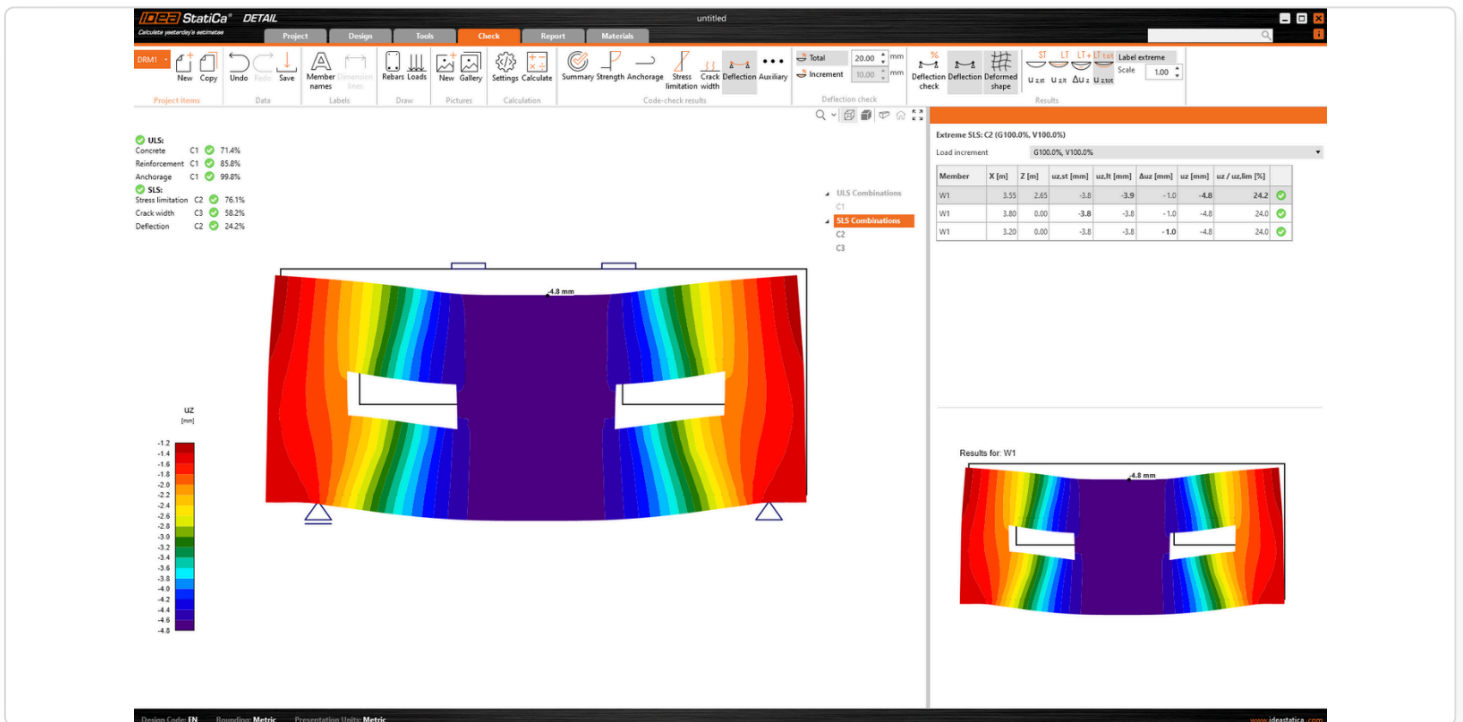 IDEA StatiCa® DETAIL
untitled
Calculate yesterday's estimates
Project Design Tools Check Report Materials
DRM1
New Copy Undo Redo Save Member names Dimension lines Rebars Loads New Gallery Settings Calculate Summary Strength Anchorage Stress limitation Crack width Deflection Auxiliary
Total 20.00 mm
Increment 10.00 mm
Deflection check Deflection Deformed shape
ST LT LT+ LT tot
U z,st U z,lt ΔU z U z,tot
Label extreme
Scale 1.00
Project items Data Labels Draw Pictures Calculation Code-check results Deflection check Results
ULS:
Concrete C1 71.4%
Reinforcement C1 85.8%
Anchorage C1 99.8%
SLS:
Stress limitation C2 76.1%
Crack width C3 58.2%
Deflection C2 24.2%
ULS Combinations
C1
SLS Combinations
C2
C3
-4.8 mm
uz
[mm]
-1.2
-1.4
-1.6
-1.8
-2.0
-2.2
-2.4
-2.6
-2.8
-3.0
-3.2
-3.4
-3.6
-3.8
-4.0
-4.2
-4.4
-4.6
-4.8
Extreme SLS: C2 (G100.0%, V100.0%)
Load increment G100.0%, V100.0%
Member X [m] Z [m] uz,st [mm] uz,lt [mm] Δuz [mm] uz [mm] uz / uz,lim [%]
W1 3.55 2.65 -3.8 -3.9 -1.0 -4.8 24.2
W1 3.80 0.00 -3.8 -3.8 -1.0 -4.8 24.0
W1 3.20 0.00 -3.8 -3.8 -1.0 -4.8 24.0
Results for: W1
-4.8 mm
Design Code: EN Rounding: Metric Presentation Units: Metric
www.ideastatica.com